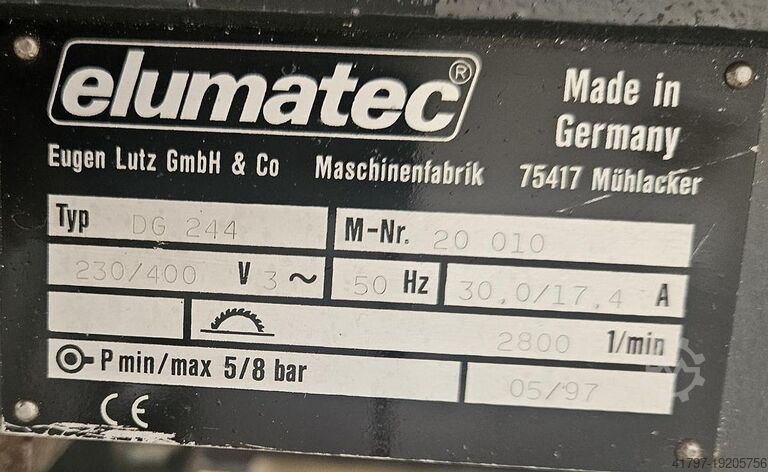 elumatec®
Made in
Germany
Eugen Lutz GmbH & Co Maschinenfabrik 75417 Mühlacker
Typ DG 244 M-Nr. 20 010
230/400 V 3 ~ 50 Hz 30,0/17,4 A
2800 1/min
P min/max 5/8 bar 05/97
CE
41797-19205756